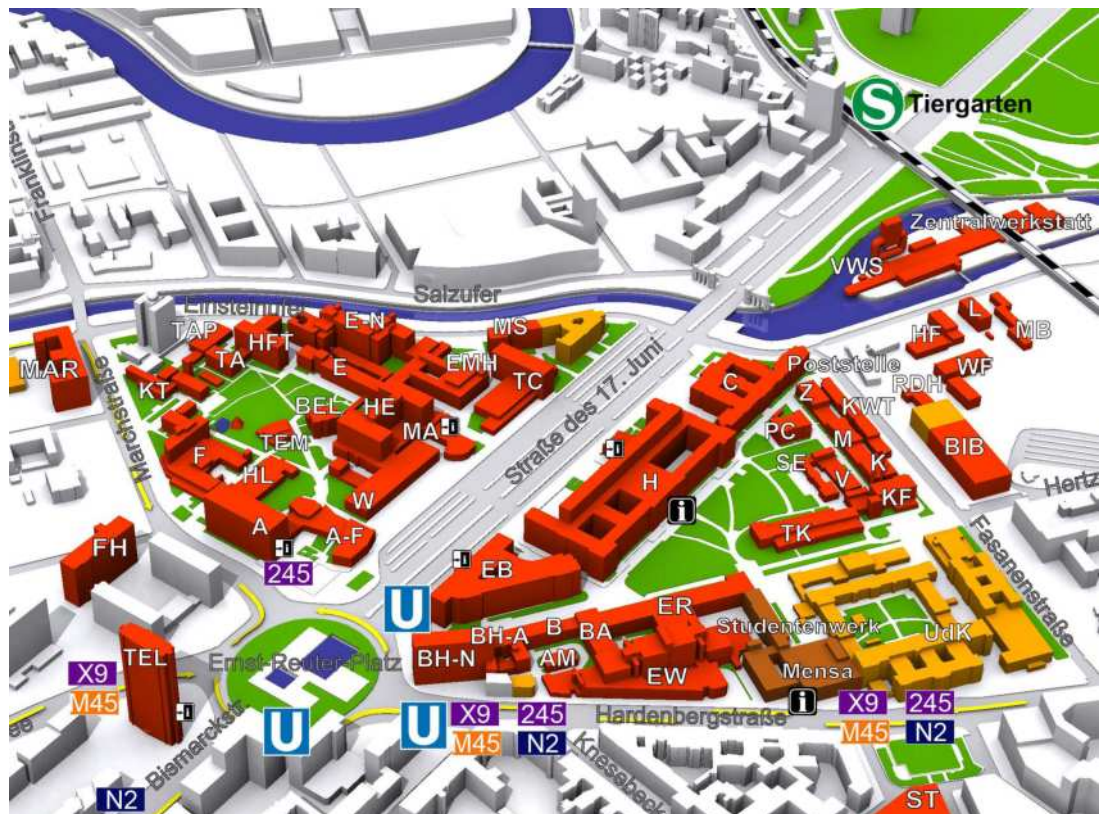 S Tiergarten
Franklinstr
Zentralwerkstatt
VWS
Salzufer
Einsteinufer
TAP
E-N
MS
HFT
TA
E
EMH
TC
MAR
KT
BEL
HE
MA
TEM
Marchstraße
F
HL
W
A
A-F
245
Straße des 17. Juni
HF
L
MB
Poststelle
WF
C
RDH
Z
KWT
PC
M
SE
V
K
KF
BIB
Hertz
H
i
TK
Fasanenstraße
FH
EB
U
ER
B
BA
BH-A
BH-N
AM
EW
Studentenwerk
UdK
Mensa
i
TEL
X9
M45
Ernst-Reuter-Platz
Bismarckstr.
U
U
X9
245
M45
N2
Hardenbergstraße
X9
245
M45
N2
Knesebeck
ee
N2
ST